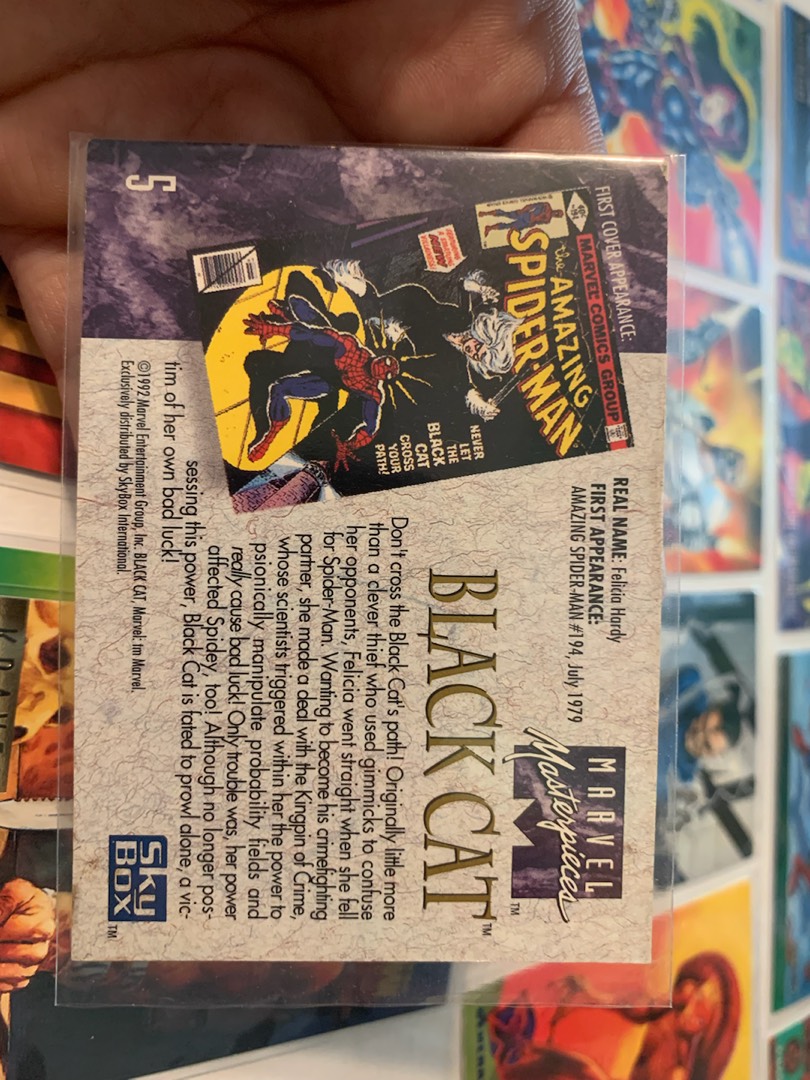 FIRST COVER APPEARANCE:
MARVEL COMICS GROUP
the AMAZING
SPIDER-MAN
NEVER
LET
THE
BLACK
CAT
CROSS
YOUR
PATH!
5
REAL NAME: Felicia Hardy
FIRST APPEARANCE:
AMAZING SPIDER-MAN #194, July 1979
MARVEL
Masterpieces
TM
BLACK CAT™
Don't cross the Black Cat's path! Originally little more
than a clever thief who used gimmicks to confuse
her opponents, Felicia went straight when she fell
for Spider-Man. Wanting to become his crimefighting
partner, she made a deal with the Kingpin of Crime,
whose scientists triggered within her the power to
psionically manipulate probability fields and
really cause bad luck! Only trouble was, her power
affected Spidey, too! Although no longer pos-
sessing this power, Black Cat is fated to prowl alone, a vic-
tim of her own bad luck!
©1992 Marvel Entertainment Group, Inc. BLACK CAT, Marvel: tm Marvel.
Exclusively distributed by SkyBox International.
SKY
BOX™